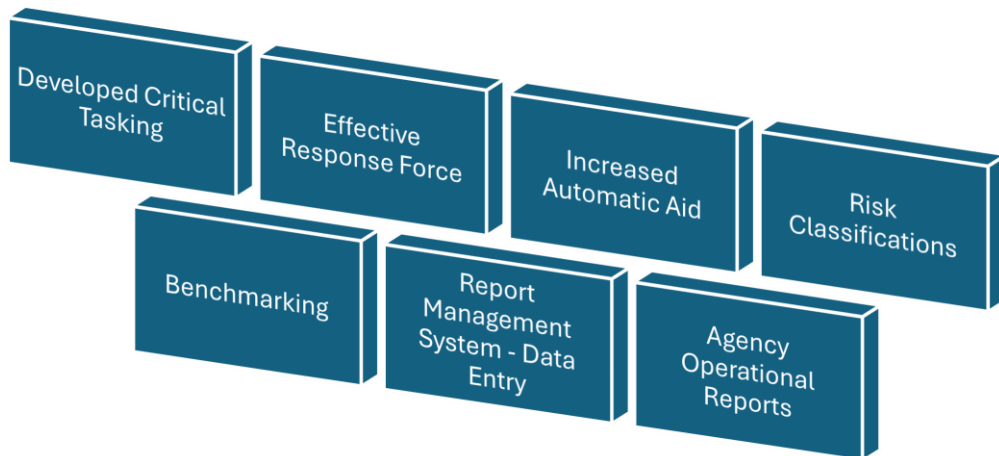 Developed Critical
Tasking
Effective
Response Force
Increased
Automatic Aid
Risk
Classifications
Benchmarking
Report
Management
System - Data
Entry
Agency
Operational
Reports